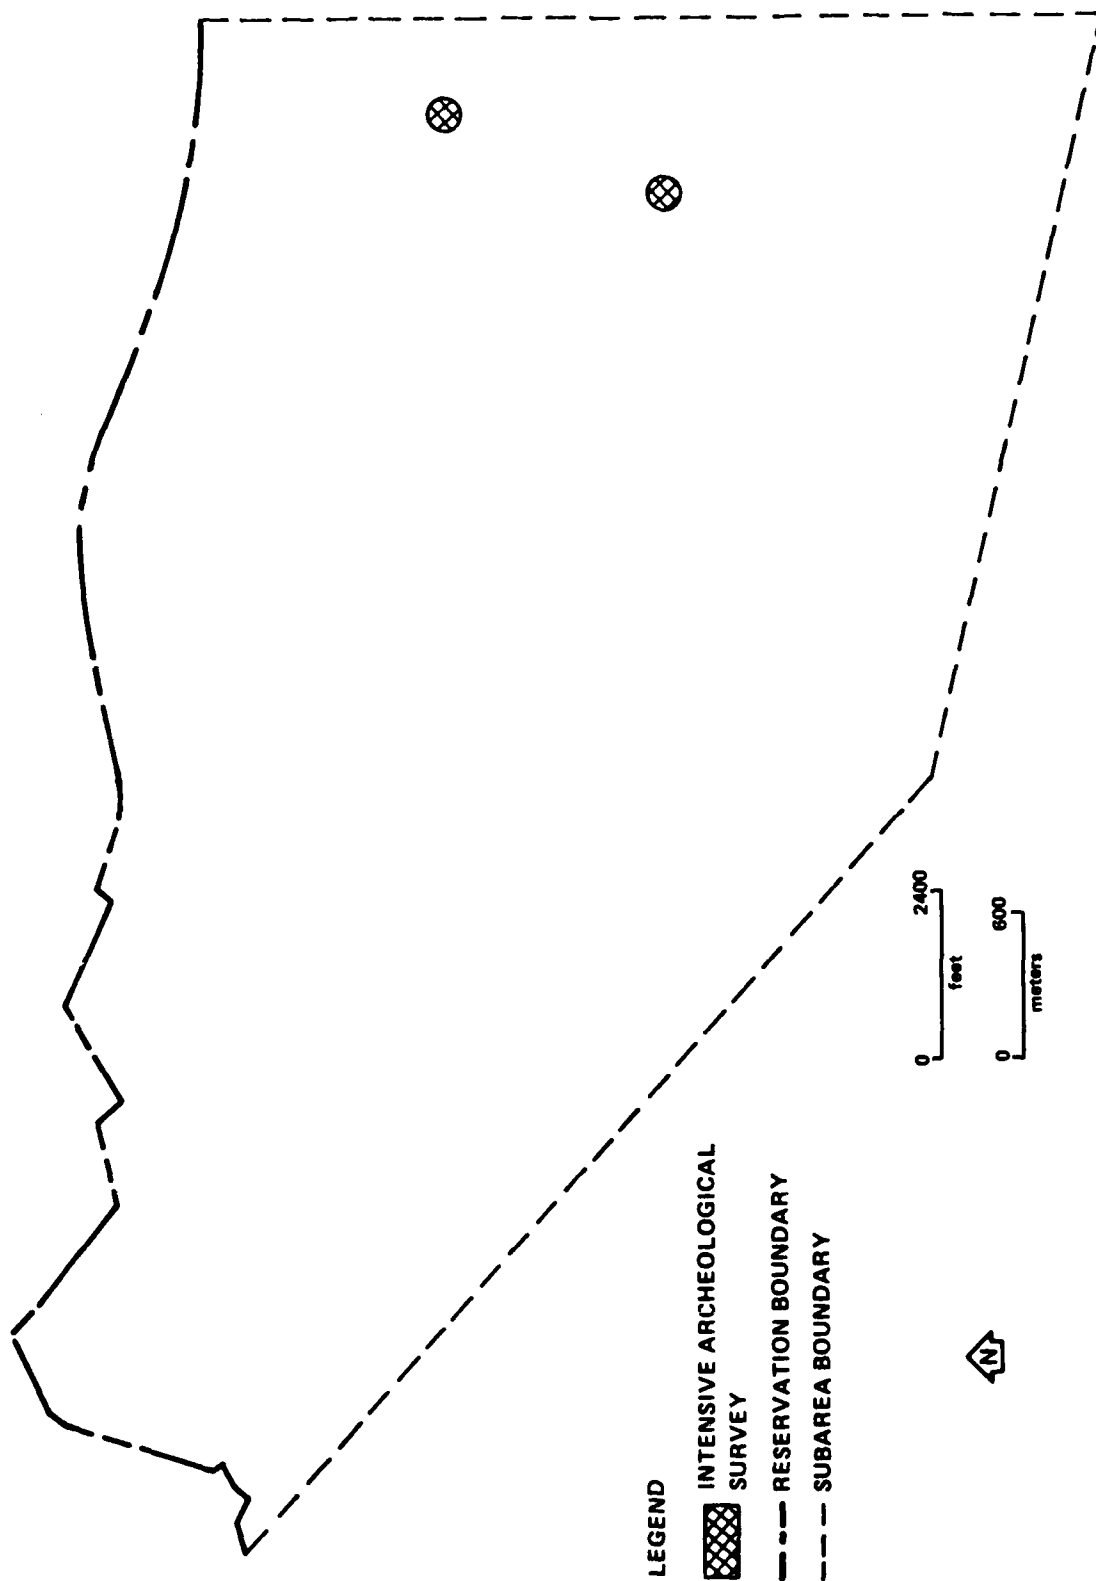 LEGEND
INTENSIVE ARCHEOLOGICAL
SURVEY
RESERVATION BOUNDARY
SUBAREA BOUNDARY
0 2400
feet
0 600
meters
N